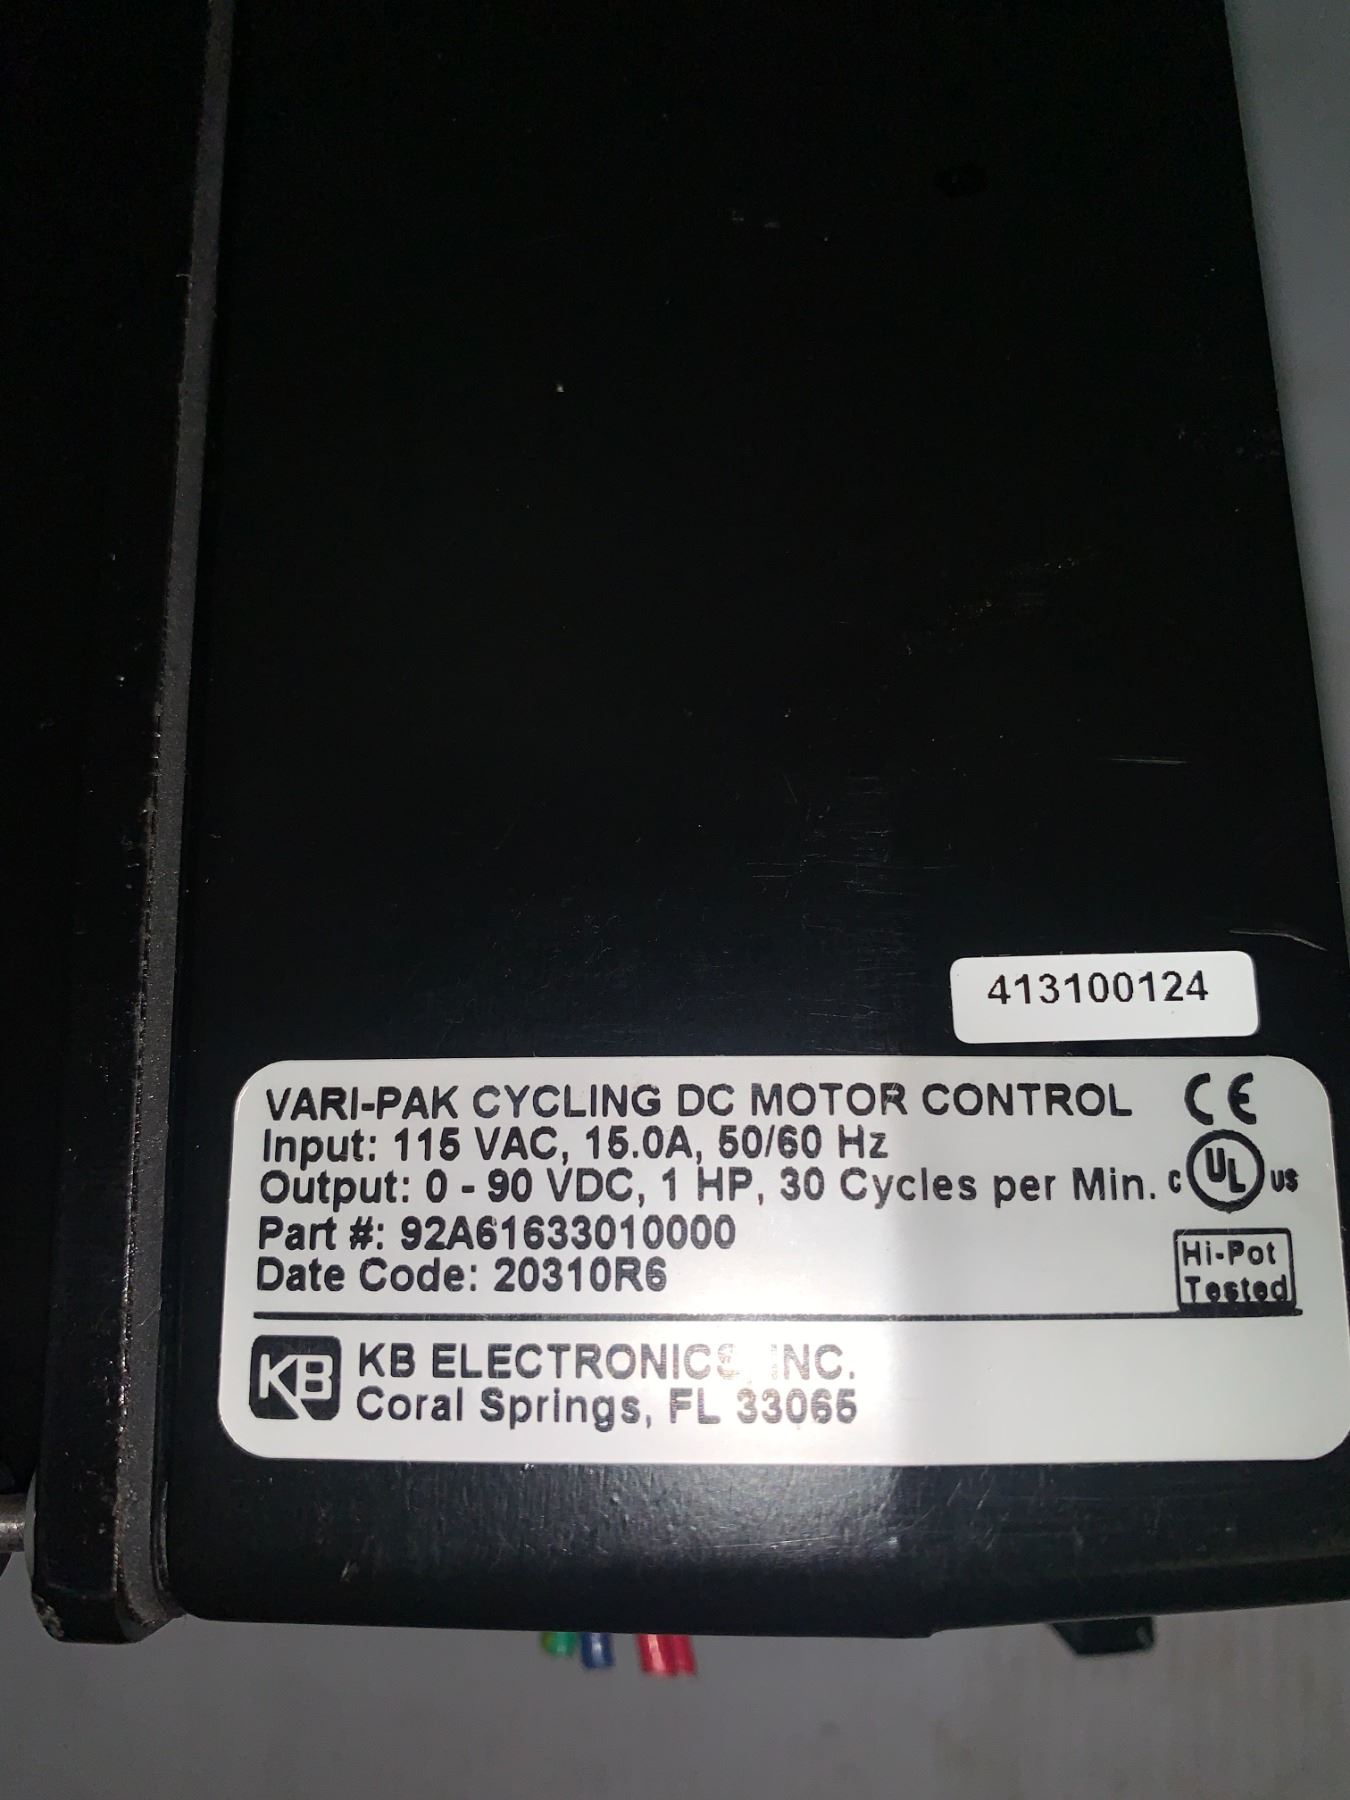 413100124
VARI-PAK CYCLING DC MOTOR CONTROL CE
Input: 115 VAC, 15.0A, 50/60 Hz
Output: 0 - 90 VDC, 1 HP, 30 Cycles per Min. c UL us
Part #: 92A61633010000
Date Code: 20310R6
Hi-Pot
Tested
KB KB ELECTRONICS, INC.
Coral Springs, FL 33065